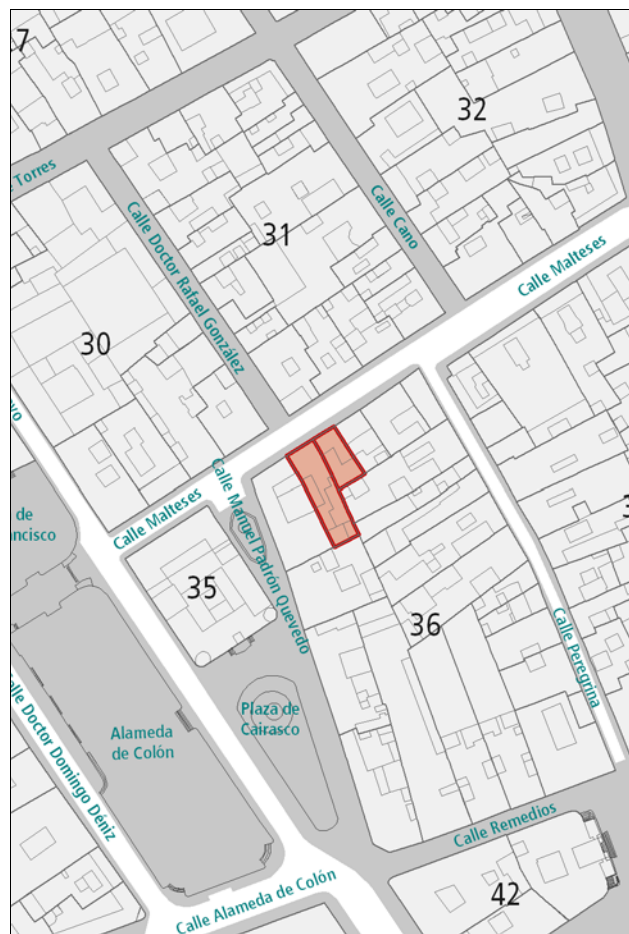 7
32
Torres
Calle Cano
31
Calle Doctor Rafael González
Calle Malteses
30
de
Calle Malteses
Calle Manuel Padrón Quevedo
35
36
Calle Peregrina
Plaza de
Cairasco
Alameda
de Colón
Calle Doctor Domingo Déniz
Calle Remedios
42
Calle Alameda de Colón